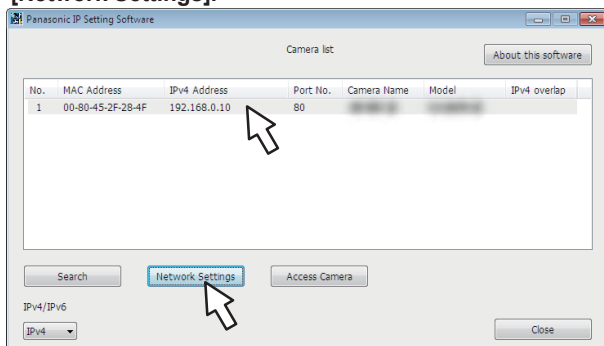 [Network Settings].
Panasonic IP Setting Software
Camera list
About this software
No. MAC Address IPv4 Address Port No. Camera Name Model IPv4 overlap
1 00-80-45-2F-28-4F 192.168.0.10 80
Search Network Settings Access Camera
IPv4/IPv6
IPv4 Close